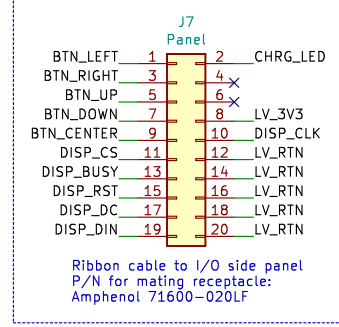 J7
Panel
BTN_LEFT 1 2 CHRG_LED
BTN_RIGHT 3 4
BTN_UP 5 6
BTN_DOWN 7 8 LV_3V3
BTN_CENTER 9 10 DISP_CLK
DISP_CS 11 12 LV_RTN
DISP_BUSY 13 14 LV_RTN
DISP_RST 15 16 LV_RTN
DISP_DC 17 18 LV_RTN
DISP_DIN 19 20 LV_RTN
Ribbon cable to I/O side panel
P/N for mating receptacle:
Amphenol 71600-020LF